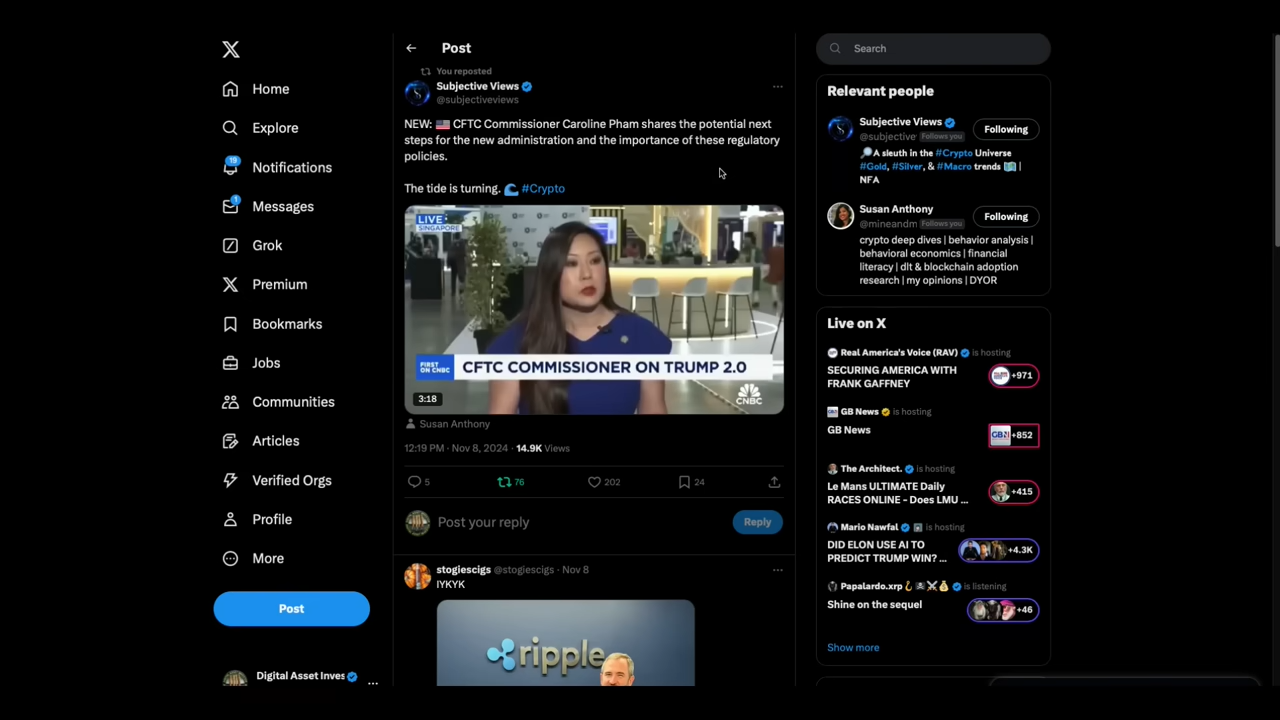 Home
Explore
19
Notifications
1
Messages
Grok
Premium
Bookmarks
Jobs
Communities
Articles
Verified Orgs
Profile
More
Post
Digital Asset Inves
Post
You reposted
Subjective Views
@subjectiveviews
NEW: 🇺🇸 CFTC Commissioner Caroline Pham shares the potential next
steps for the new administration and the importance of these regulatory
policies.
The tide is turning. 🌊 #Crypto
LIVE
SINGAPORE
FIRST ON CNBC
CFTC COMMISSIONER ON TRUMP 2.0
3:18
CNBC
Susan Anthony
12:19 PM · Nov 8, 2024 · 14.9K Views
5 76 202 24
Post your reply
Reply
stogiescigs @stogiescigs · Nov 8
IYKYK
ripple
Search
Relevant people
Subjective Views
@subjective Follows you
Following
🔎A sleuth in the #Crypto Universe
#Gold, #Silver, & #Macro trends 🗺️ |
NFA
Susan Anthony
@mineandm Follows you
Following
crypto deep dives | behavior analysis |
behavioral economics | financial
literacy | dlt & blockchain adoption
research | my opinions | DYOR
Live on X
Real America's Voice (RAV) is hosting
SECURING AMERICA WITH
FRANK GAFFNEY
+971
GB News is hosting
GB News
GBN
+852
The Architect. is hosting
Le Mans ULTIMATE Daily
RACES ONLINE - Does LMU ...
+415
Mario Nawfal is hosting
DID ELON USE AI TO
PREDICT TRUMP WIN? ...
+4.3K
Papalardo.xrp🪝☠️⚔️💰 is listening
Shine on the sequel
+46
Show more